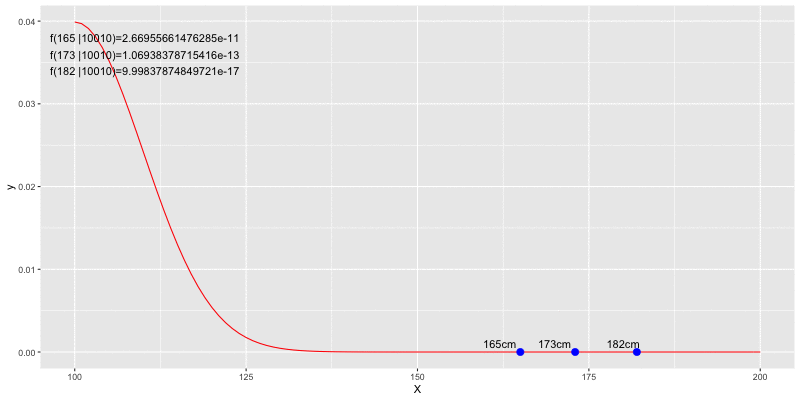 0.04
f(165 |10010)=2.66955661476285e-11
f(173 |10010)=1.06938378715416e-13
f(182 |10010)=9.99837874849721e-17
0.03
y
0.02
0.01
165cm 173cm 182cm
0.00
100 125 150 175 200
X